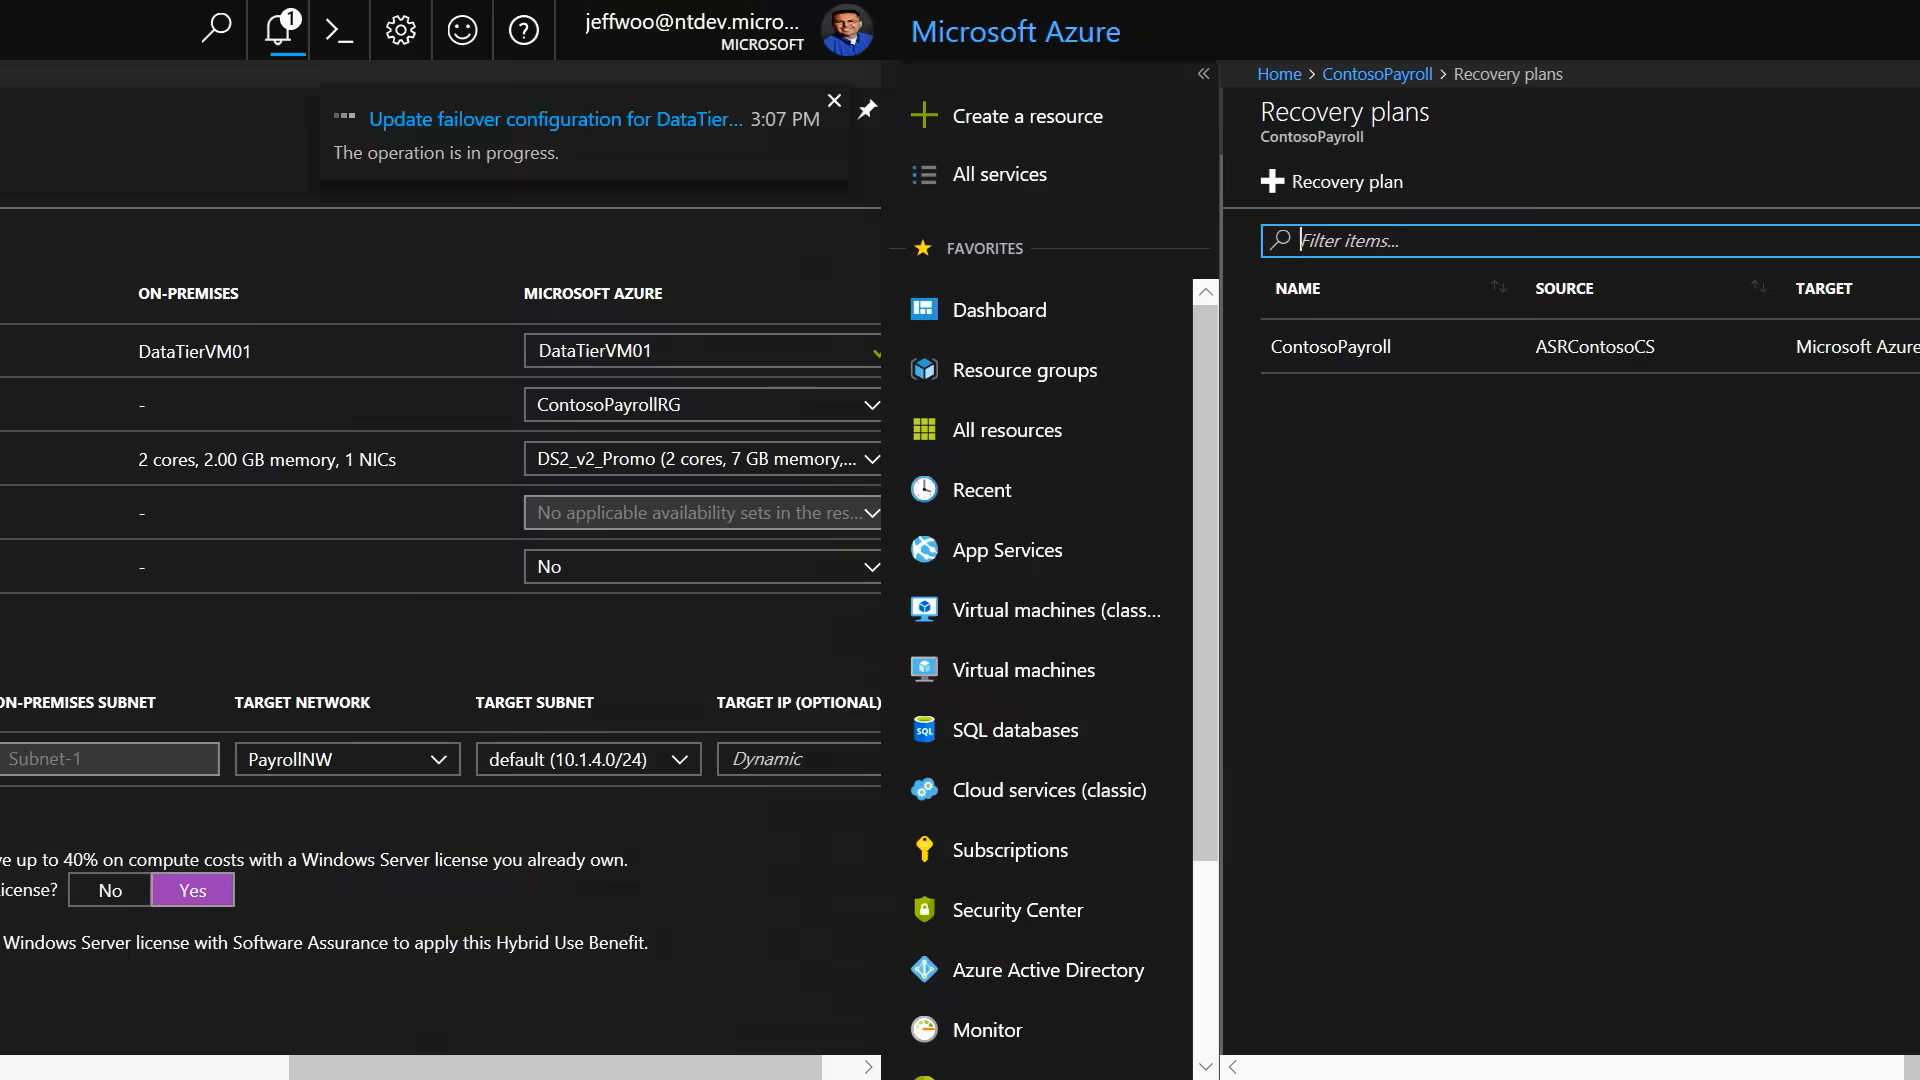 1
jeffwoo@ntdev.micro...
MICROSOFT
Update failover configuration for DataTier... 3:07 PM
The operation is in progress.
ON-PREMISES MICROSOFT AZURE
DataTierVM01 DataTierVM01
- ContosoPayrollRG
2 cores, 2.00 GB memory, 1 NICs DS2_v2_Promo (2 cores, 7 GB memory,...
- No applicable availability sets in the res...
- No
ON-PREMISES SUBNET TARGET NETWORK TARGET SUBNET TARGET IP (OPTIONAL)
Subnet-1 PayrollNW default (10.1.4.0/24) Dynamic
ve up to 40% on compute costs with a Windows Server license you already own.
icense? No Yes
Windows Server license with Software Assurance to apply this Hybrid Use Benefit.
Microsoft Azure
Create a resource
All services
FAVORITES
Dashboard
Resource groups
All resources
Recent
App Services
Virtual machines (class...
Virtual machines
SQL databases
Cloud services (classic)
Subscriptions
Security Center
Azure Active Directory
Monitor
Home > ContosoPayroll > Recovery plans
Recovery plans
ContosoPayroll
Recovery plan
Filter items...
NAME SOURCE TARGET
ContosoPayroll ASRContosoCS Microsoft Azure